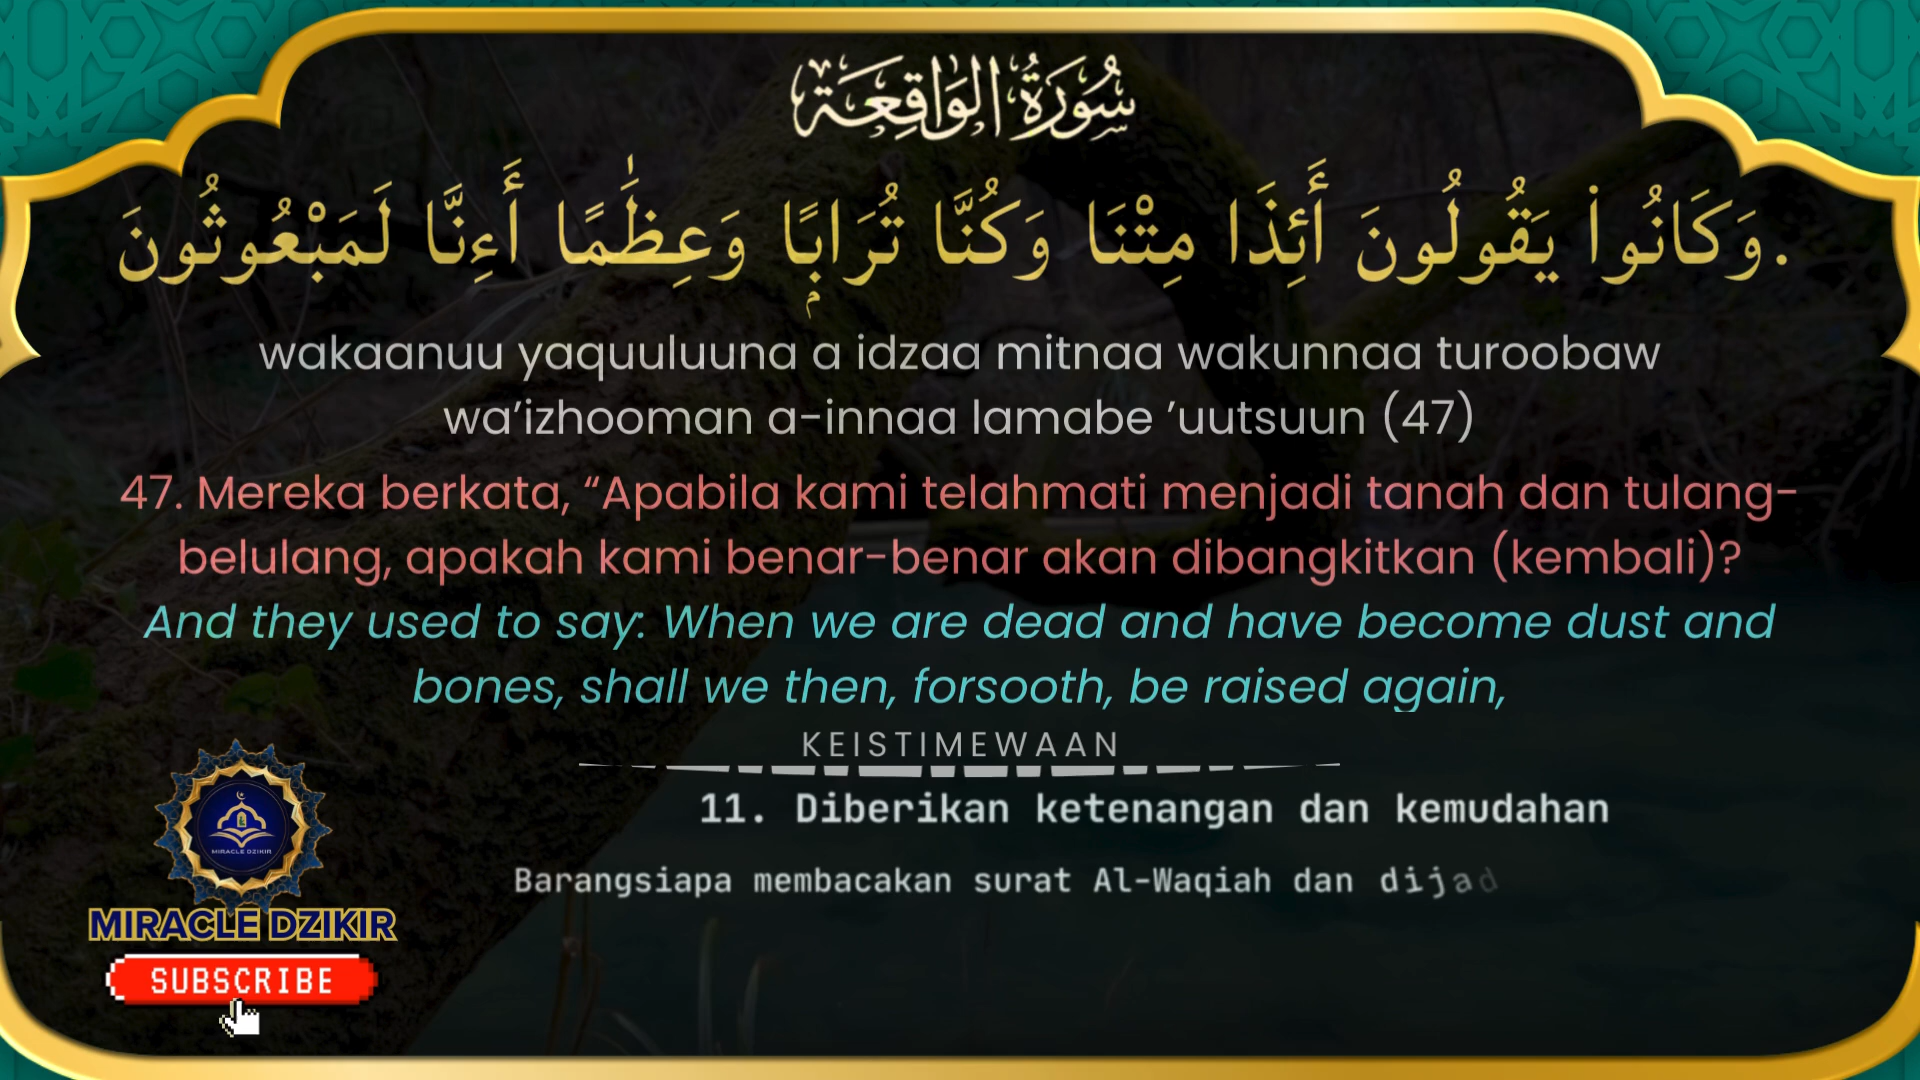 سُورَةُ الوَاقِعَة
وَكَانُوا۟ يَقُولُونَ أَئِذَا مِتْنَا وَكُنَّا تُرَابًۭا وَعِظَٰمًا أَءِنَّا لَمَبْعُوثُونَ.
wakaanuu yaquuluuna a idzaa mitnaa wakunnaa turoobaw
wa’izhooman a-innaa lamabe ’uutsuun (47)
47. Mereka berkata, “Apabila kami telahmati menjadi tanah dan tulang-
belulang, apakah kami benar-benar akan dibangkitkan (kembali)?
And they used to say: When we are dead and have become dust and
bones, shall we then, forsooth, be raised again,
KEISTIMEWAAN
11. Diberikan ketenangan dan kemudahan
Barangsiapa membacakan surat Al-Waqiah dan dijad
MIRACLE DZIKIR
MIRACLE DZIKIR
SUBSCRIBE